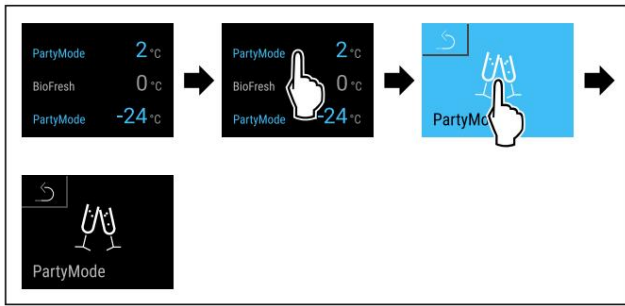 PartyMode 2 °C
BioFresh 0 °C
PartyMode -24 °C
PartyMode 2 °C
BioFresh 0 °C
PartyMode -24 °C
PartyMo
PartyMode